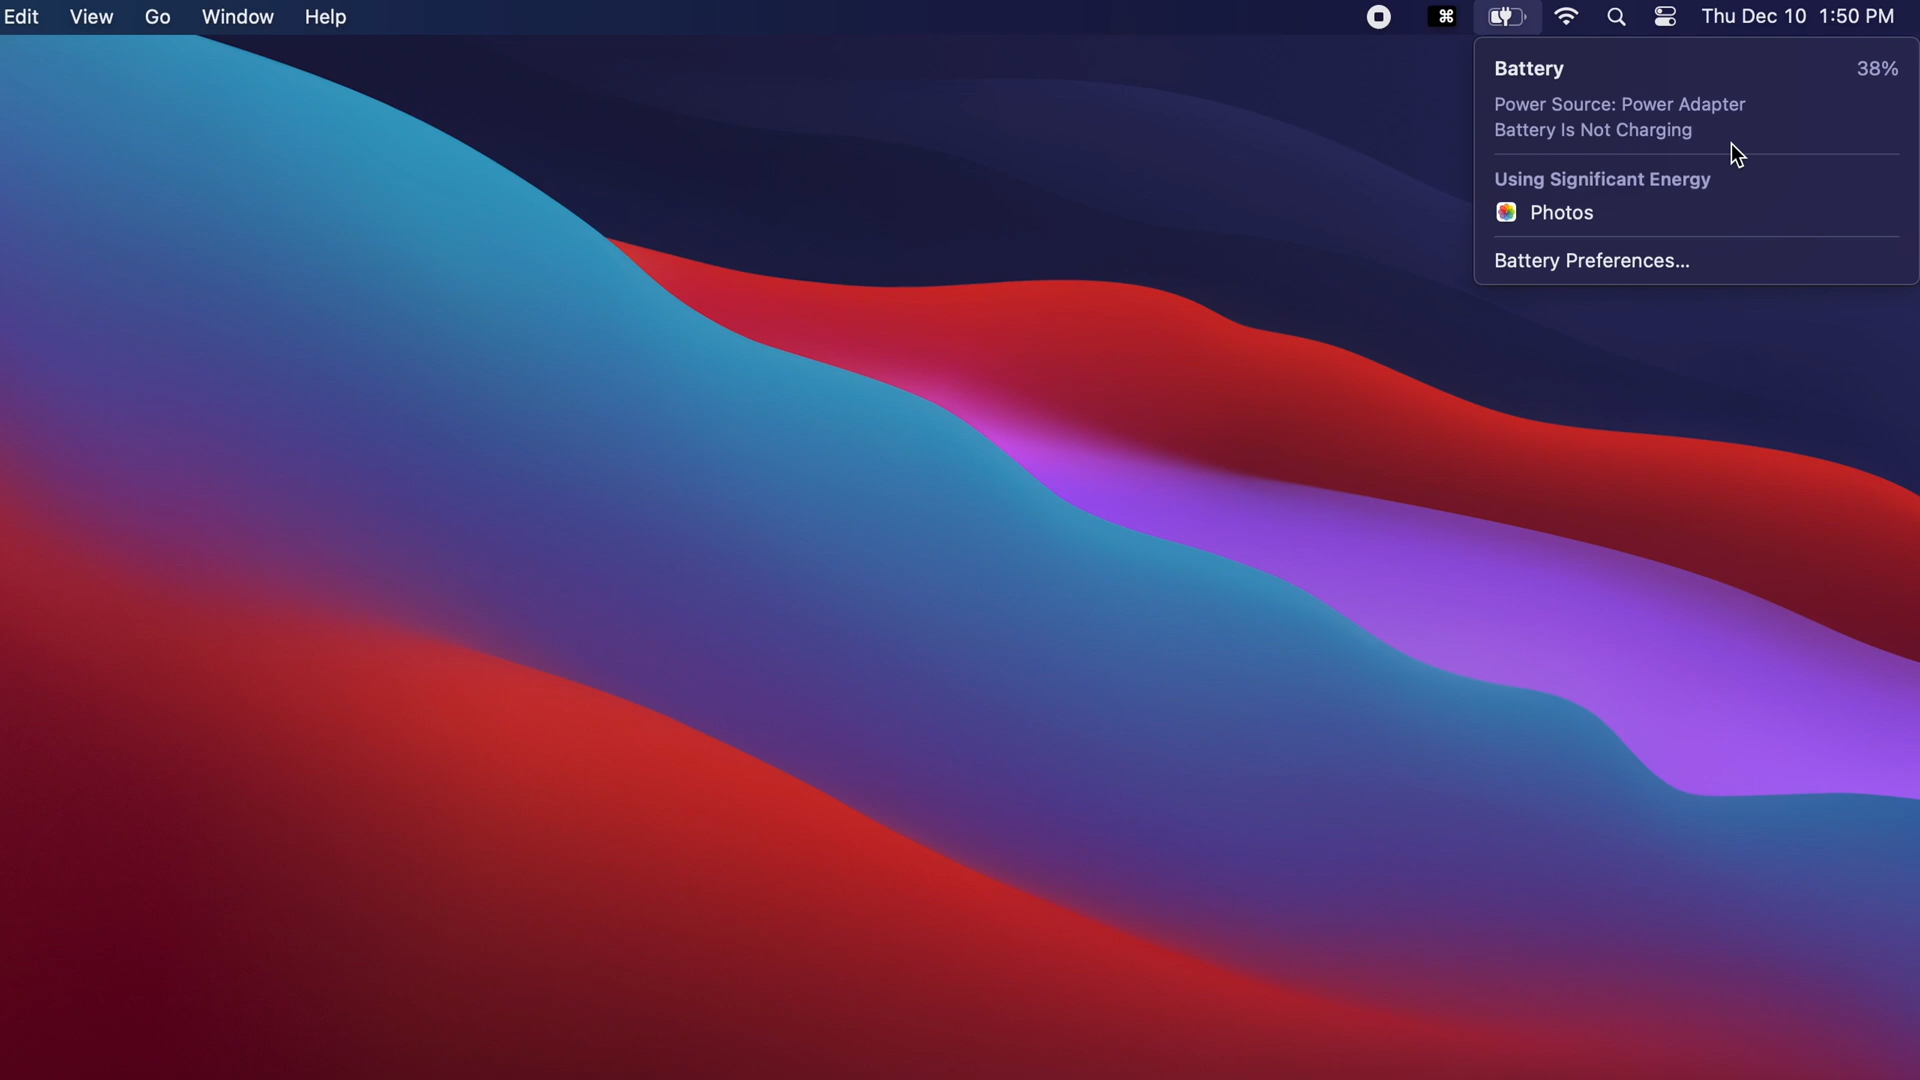 Edit View Go Window Help ⌘ Thu Dec 10 1:50 PM
Battery 38%
Power Source: Power Adapter
Battery Is Not Charging
Using Significant Energy
Photos
Battery Preferences...